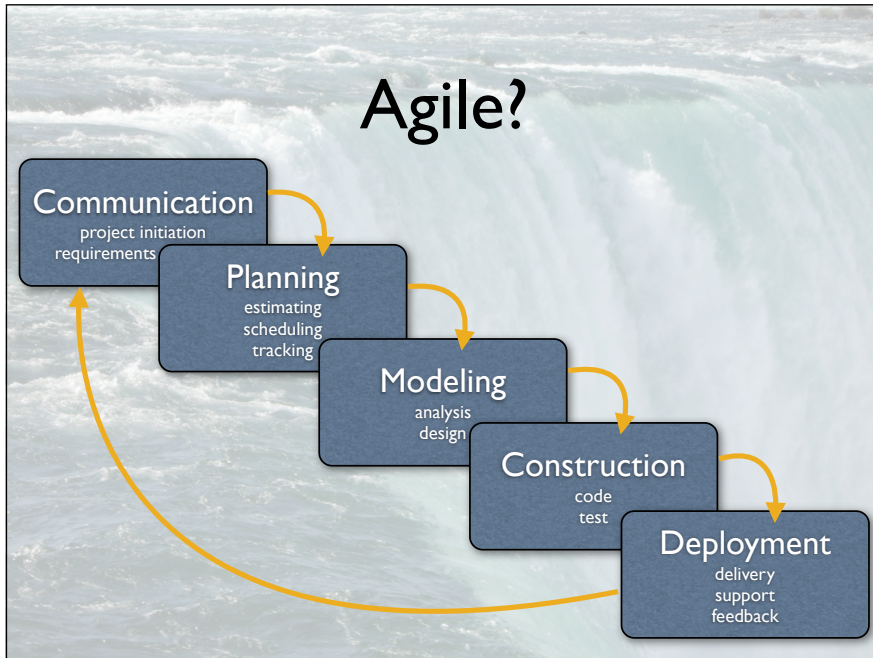 Agile?
Communication
project initiation
requirements
Planning
estimating
scheduling
tracking
Modeling
analysis
design
Construction
code
test
Deployment
delivery
support
feedback